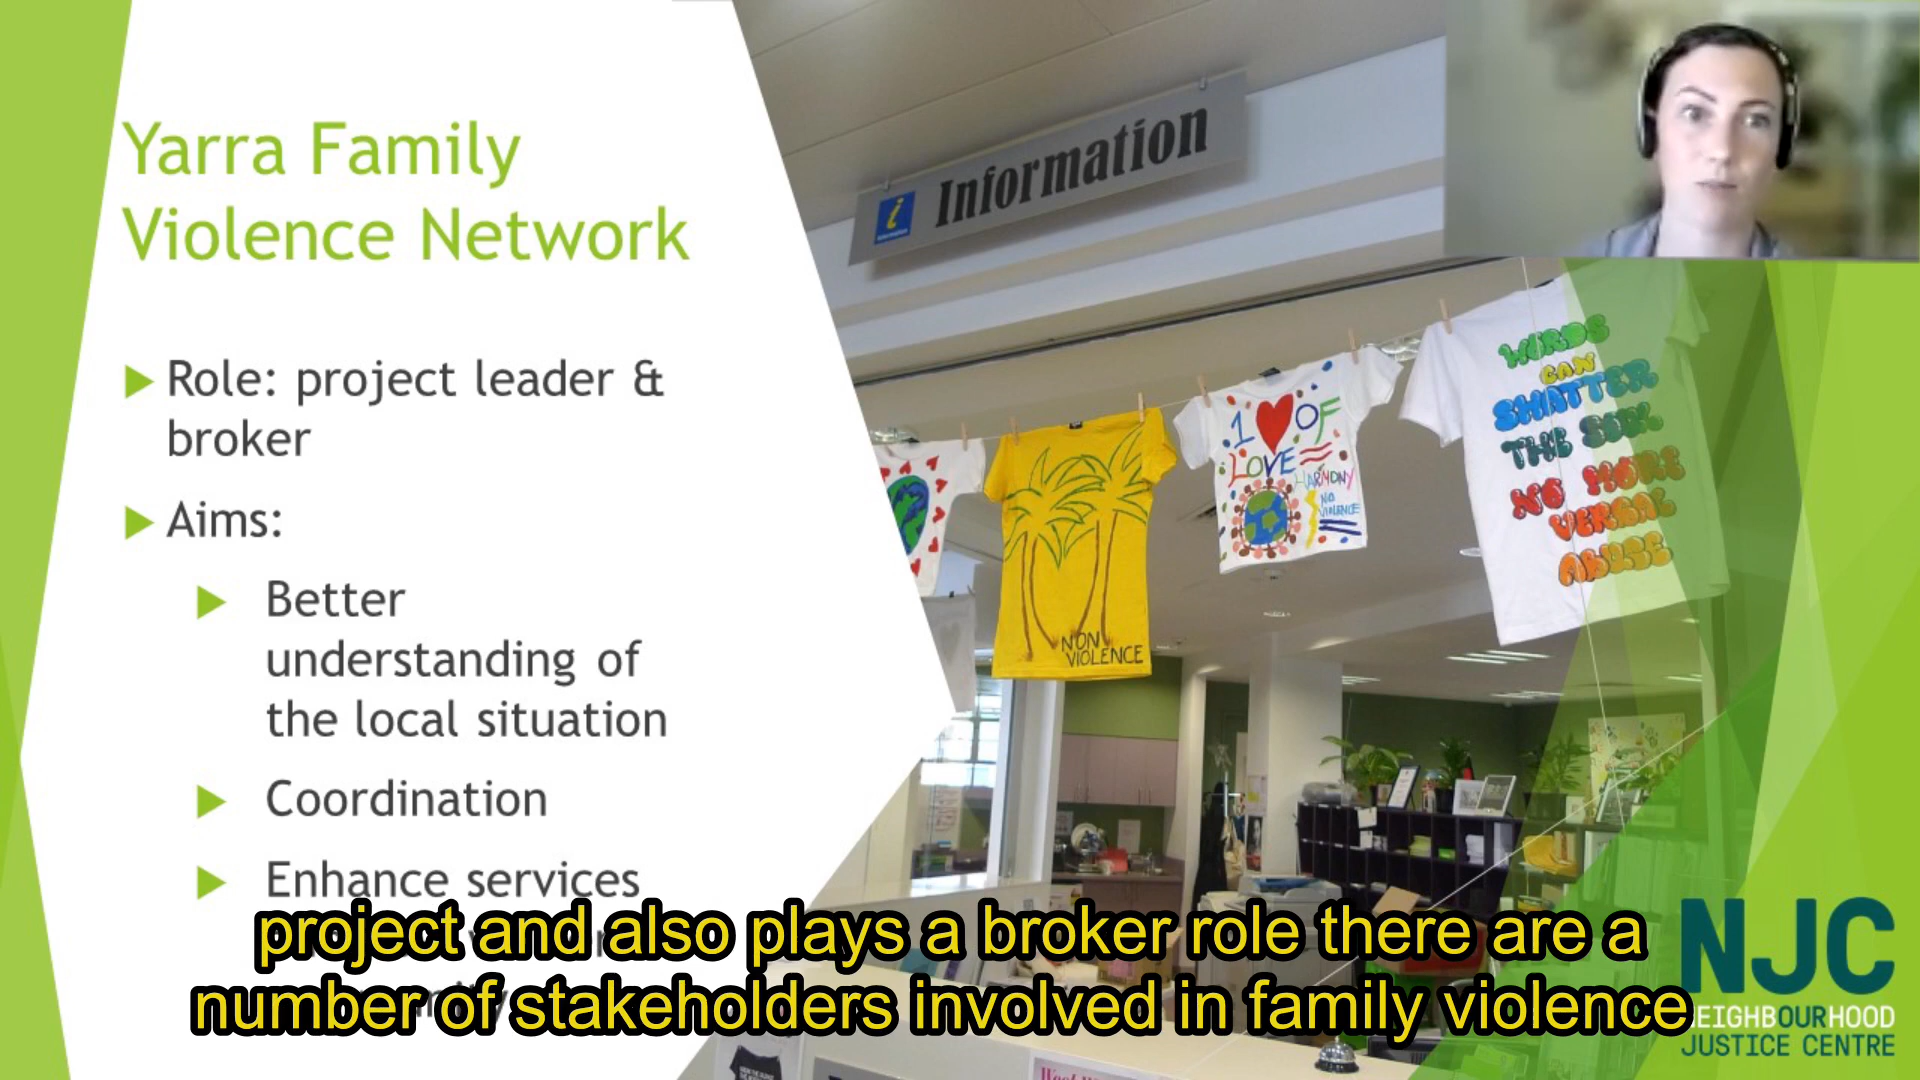 Yarra Family
Violence Network
Role: project leader &
broker
Aims:
Better
understanding of
the local situation
Coordination
Enhance services
project and also plays a broker role there are a
number of stakeholders involved in family violence
i Information
1 OF
LOVE
HARMONY
NO
VIOLENCE
NON
VIOLENCE
WORDS
CAN
SHATTER
THE SOUL
NO MORE
VERBAL
ABUSE
NJC
NEIGHBOURHOOD
JUSTICE CENTRE